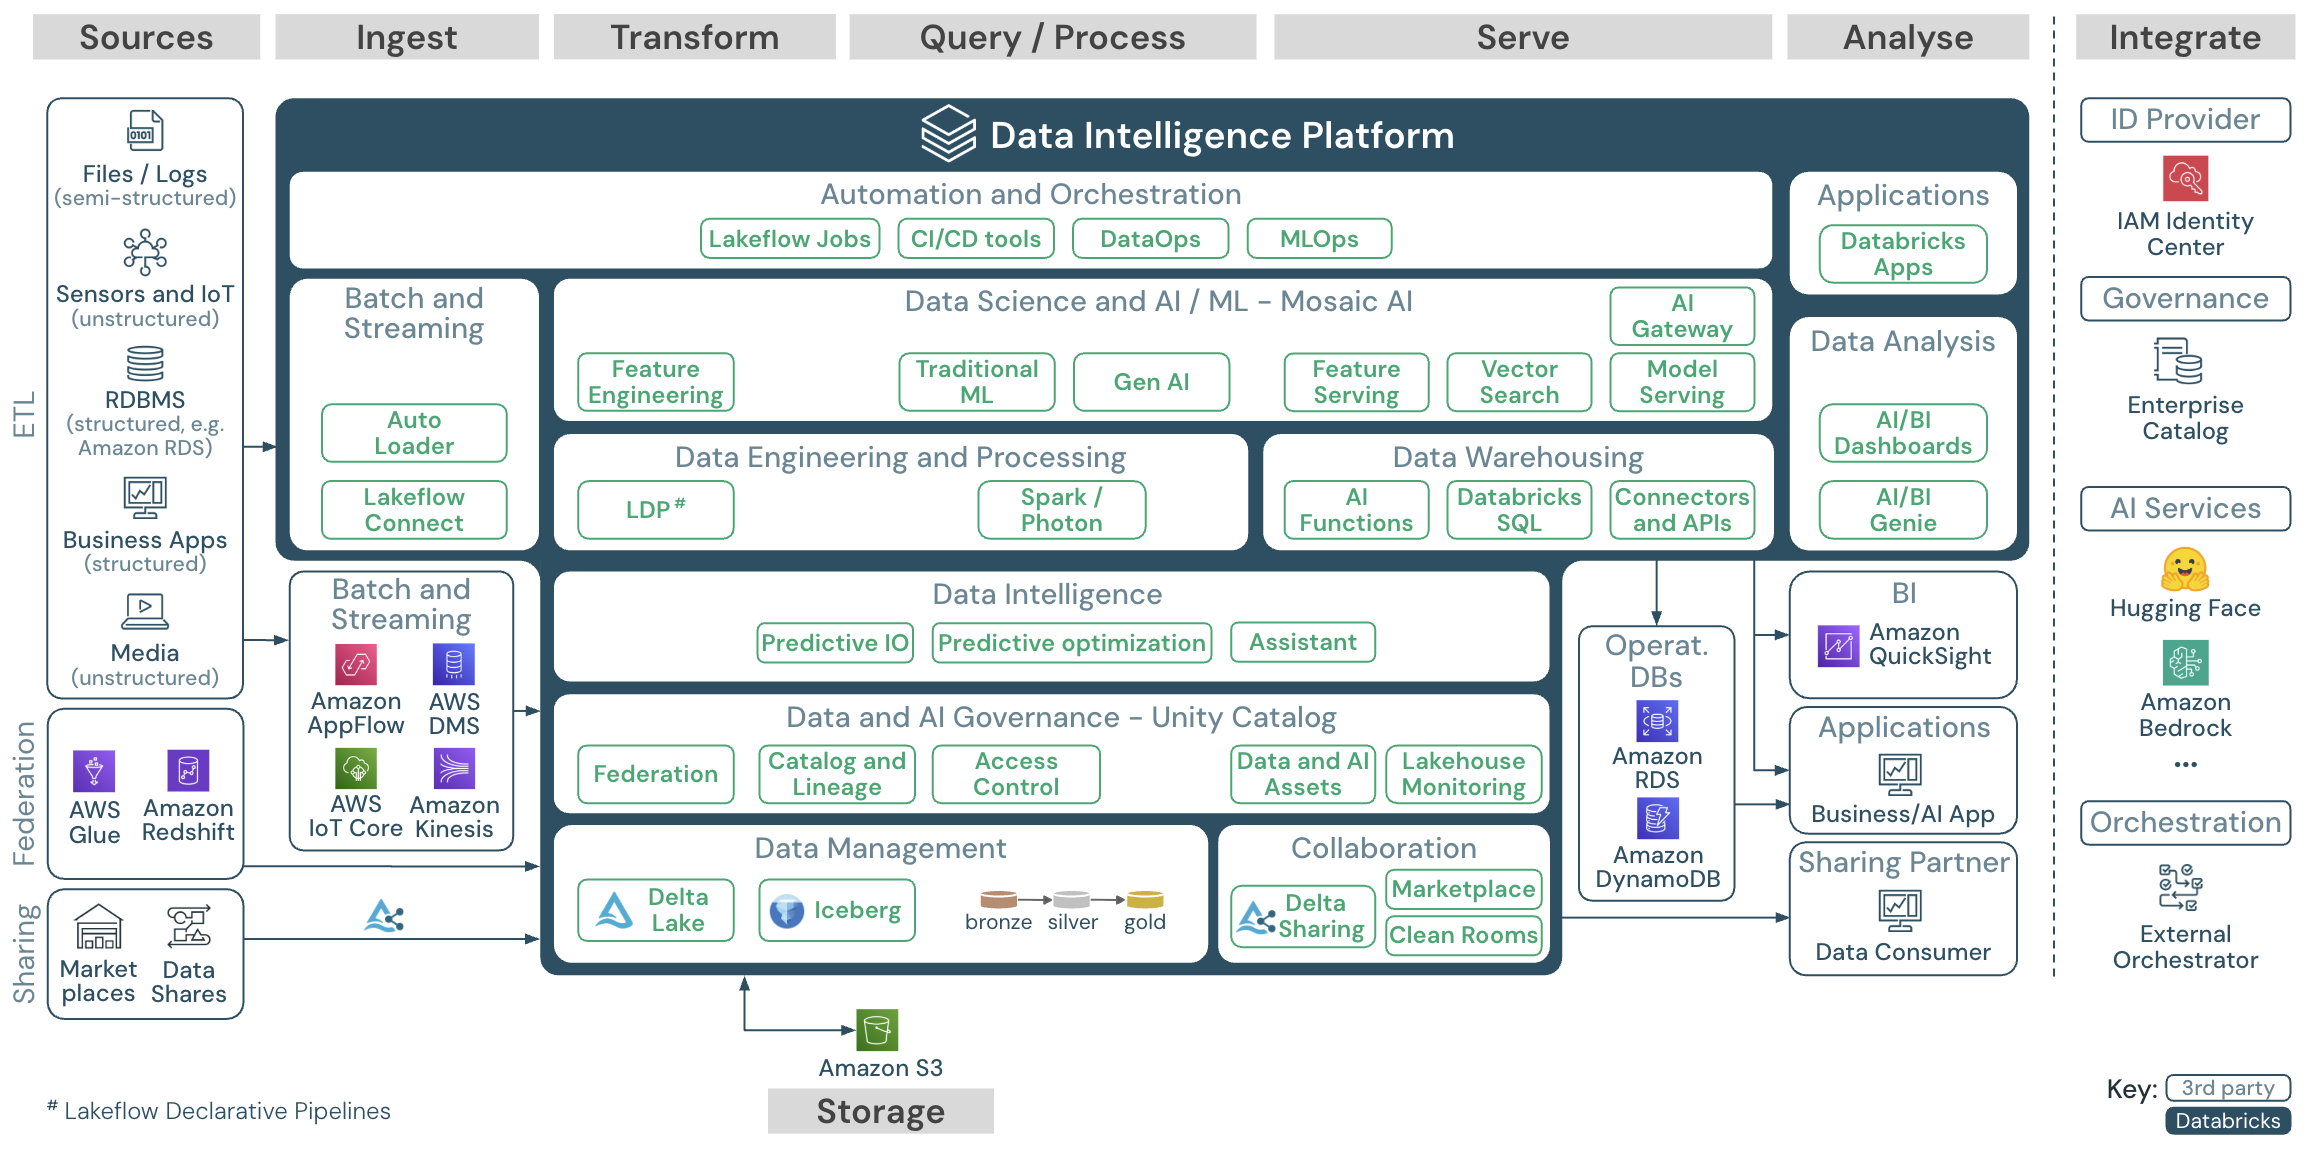 Sources
Ingest
Transform
Query / Process
Serve
Analyse
Integrate
ETL
Files / Logs
(semi-structured)
Sensors and IoT
(unstructured)
RDBMS
(structured, e.g.
Amazon RDS)
Business Apps
(structured)
Media
(unstructured)
Federation
AWS
Glue
Amazon
Redshift
Sharing
Market
places
Data
Shares
Data Intelligence Platform
Automation and Orchestration
Lakeflow Jobs
CI/CD tools
DataOps
MLOps
Applications
Databricks
Apps
Batch and
Streaming
Auto
Loader
Lakeflow
Connect
Data Science and AI / ML - Mosaic AI
AI
Gateway
Feature
Engineering
Traditional
ML
Gen AI
Feature
Serving
Vector
Search
Model
Serving
Data Analysis
AI/BI
Dashboards
AI/BI
Genie
Data Engineering and Processing
LDP #
Spark /
Photon
Data Warehousing
AI
Functions
Databricks
SQL
Connectors
and APIs
Batch and
Streaming
Amazon
AppFlow
AWS
DMS
AWS
IoT Core
Amazon
Kinesis
Data Intelligence
Predictive IO
Predictive optimization
Assistant
Data and AI Governance - Unity Catalog
Federation
Catalog and
Lineage
Access
Control
Data and AI
Assets
Lakehouse
Monitoring
Data Management
Delta
Lake
Iceberg
bronze
silver
gold
Collaboration
Delta
Sharing
Marketplace
Clean Rooms
Operat.
DBs
Amazon
RDS
Amazon
DynamoDB
BI
Amazon
QuickSight
Applications
Business/AI App
Sharing Partner
Data Consumer
ID Provider
IAM Identity
Center
Governance
Enterprise
Catalog
AI Services
Hugging Face
Amazon
Bedrock
...
Orchestration
External
Orchestrator
Amazon S3
Storage
# Lakeflow Declarative Pipelines
Key: 3rd party
Databricks
0101